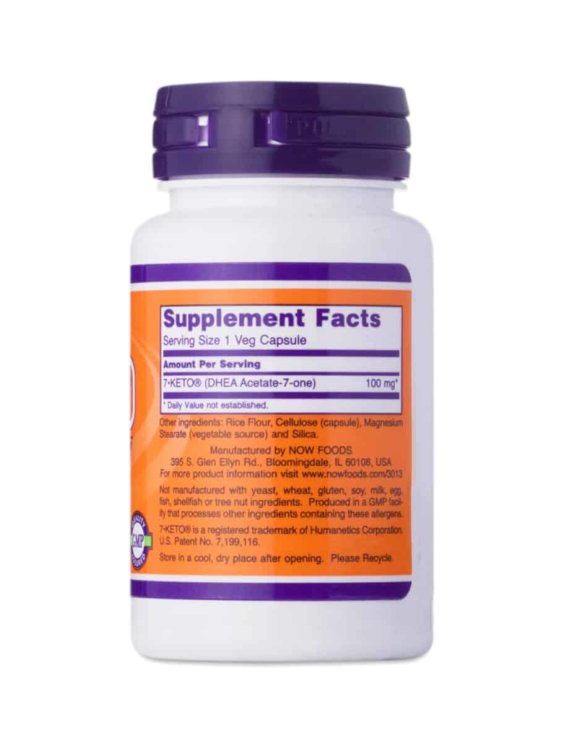 Supplement Facts
Serving Size 1 Veg Capsule
Amount Per Serving
7-KETO® (DHEA Acetate-7-one) 100 mg*
* Daily Value not established.
Other ingredients: Rice Flour, Cellulose (capsule), Magnesium
Stearate (vegetable source) and Silica.
Manufactured by NOW FOODS
395 S. Glen Ellyn Rd., Bloomingdale, IL 60108, USA
For more product information visit www.nowfoods.com/3013
Not manufactured with yeast, wheat, gluten, soy, milk, egg,
fish, shellfish or tree nut ingredients. Produced in a GMP facil-
ity that processes other ingredients containing these allergens.
7-KETO® is a registered trademark of Humanetics Corporation.
U.S. Patent No. 7,199,116.
GMP
Store in a cool, dry place after opening. Please Recycle.